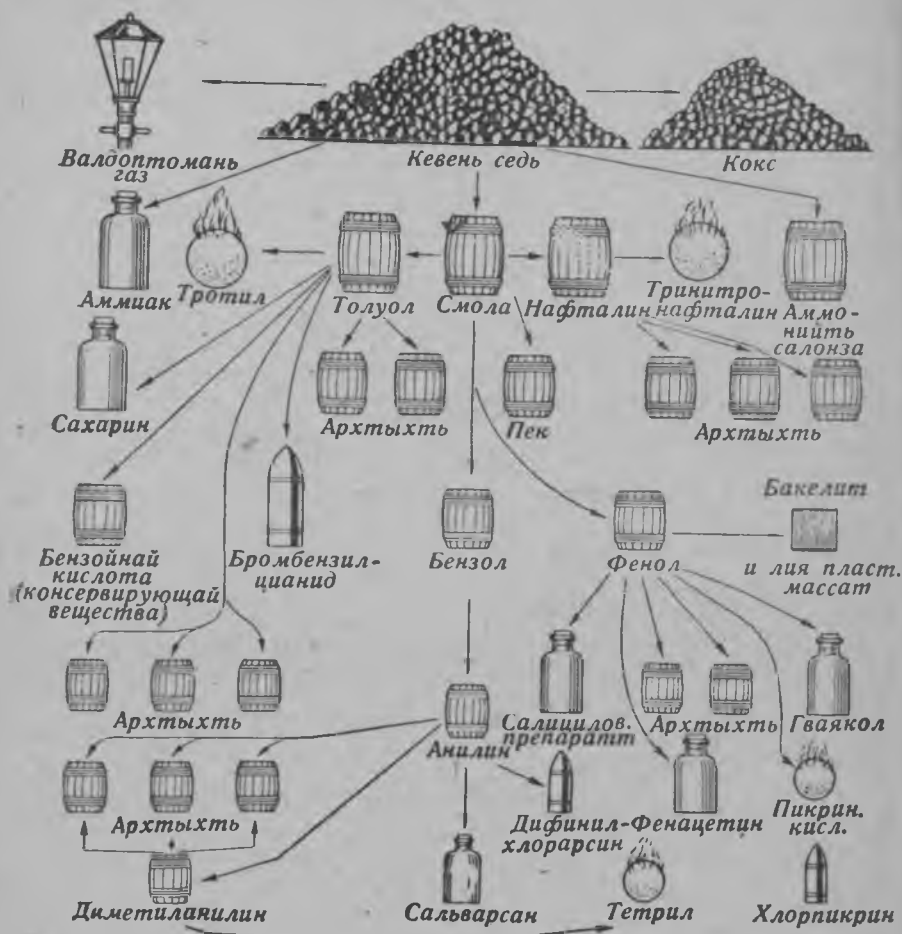 Валдоптомань
газ
Кевень седь
Кокс
Аммиак
Тротил
Толуол
Смола
Нафталин
Тринитро-
нафталин
Аммо-
нийть
салонза
Сахарин
Архтыхть
Пек
Архтыхть
Бензойнай
кислота
(консервирующай
вещества)
Бромбензил-
цианид
Бензол
Фенол
Бакелит
и лия пласт.
массат
Архтыхть
Анилин
Салицилов.
препаратт
Архтыхть
Гваякол
Архтыхть
Дифинил-
хлорарсин
Фенацетин
Пикрин.
кисл.
Диметиланилин
Сальварсан
Тетрил
Хлорпикрин